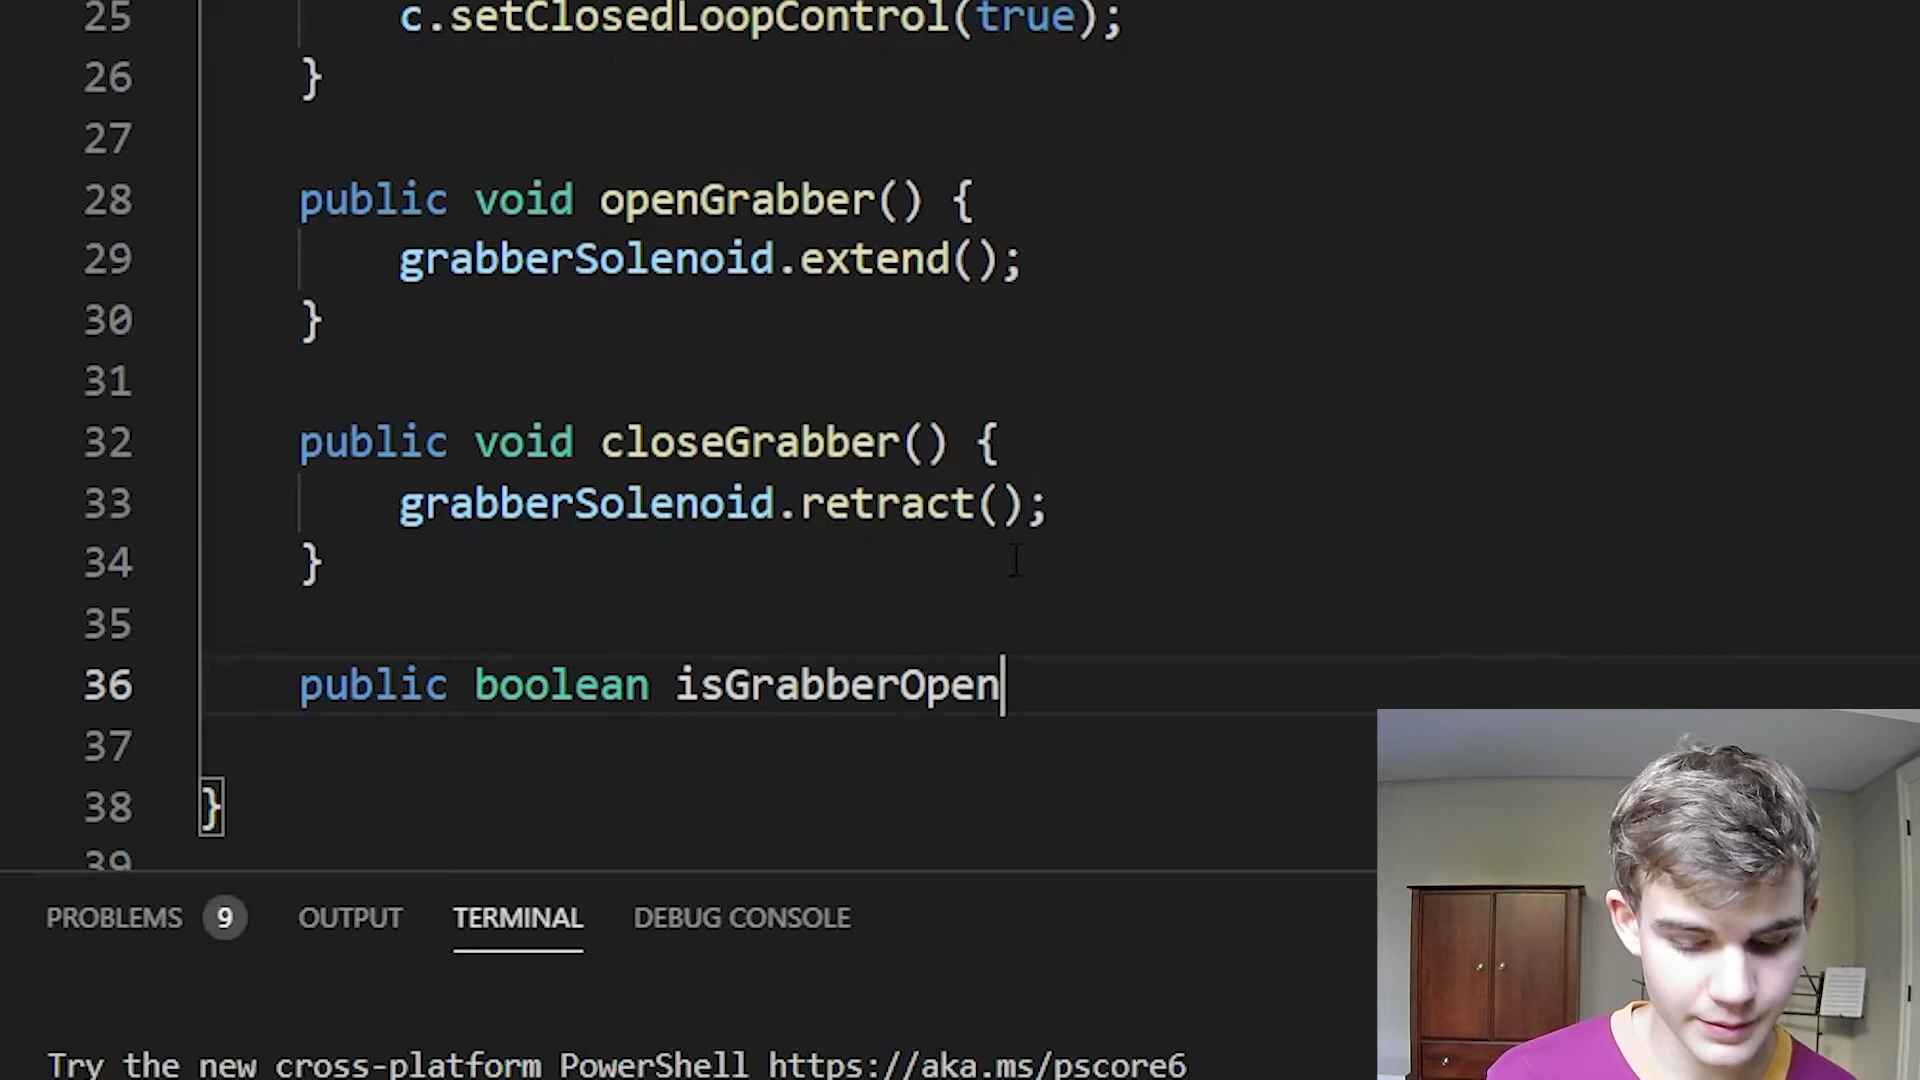 25 c.setClosedLoopControl(true);
26 }
27
28 public void openGrabber() {
29 grabberSolenoid.extend();
30 }
31
32 public void closeGrabber() {
33 grabberSolenoid.retract();
34 }
35
36 public boolean isGrabberOpen
37
38 }
39
PROBLEMS 9 OUTPUT TERMINAL DEBUG CONSOLE
Try the new cross-platform PowerShell https://aka.ms/pscore6